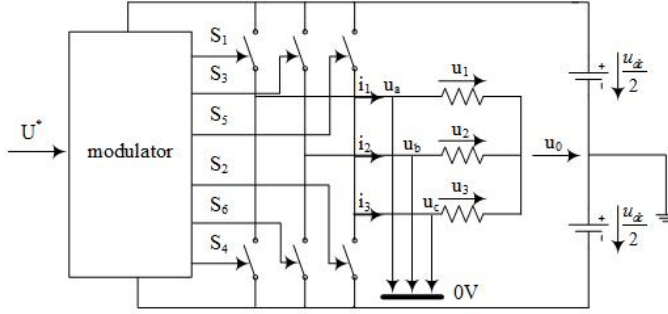 S1
S3
S5
S2
S6
S4
U*
modulator
i1
ua
u1
i2
ub
u2
i3
uc
u3
u0
0V
+
-
udc
2
+
-
udc
2